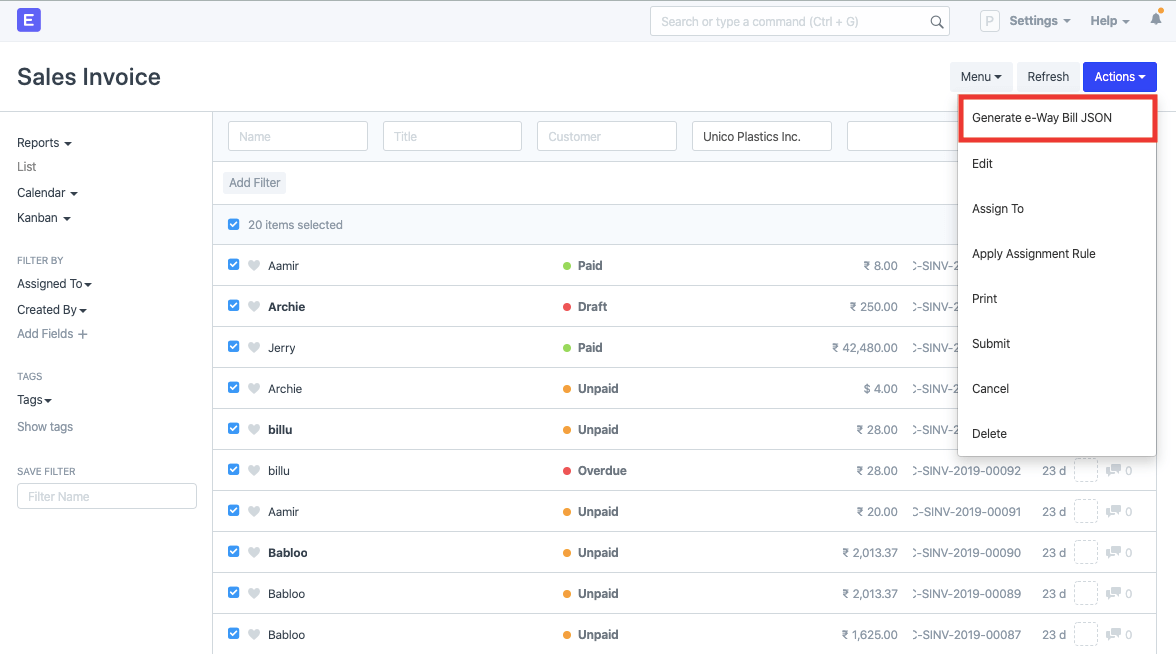 E
Search or type a command (Ctrl + G)
P
Settings
Help
Sales Invoice
Menu
Refresh
Actions
Generate e-Way Bill JSON
Edit
Assign To
Apply Assignment Rule
Print
Submit
Cancel
Delete
Reports
List
Calendar
Kanban
FILTER BY
Assigned To
Created By
Add Fields +
TAGS
Tags
Show tags
SAVE FILTER
Filter Name
Name Title Customer Unico Plastics Inc.
Add Filter
20 items selected
Aamir Paid ₹ 8.00 C-SINV-2
Archie Draft ₹ 250.00 C-SINV-2
Jerry Paid ₹ 42,480.00 C-SINV-2
Archie Unpaid $ 4.00 C-SINV-2
billu Unpaid ₹ 28.00 C-SINV-2
billu Overdue ₹ 28.00 C-SINV-2019-00092 23 d 0
Aamir Unpaid ₹ 20.00 C-SINV-2019-00091 23 d 0
Babloo Unpaid ₹ 2,013.37 C-SINV-2019-00090 23 d 0
Babloo Unpaid ₹ 2,013.37 C-SINV-2019-00089 23 d 0
Babloo Unpaid ₹ 1,625.00 C-SINV-2019-00087 23 d 0